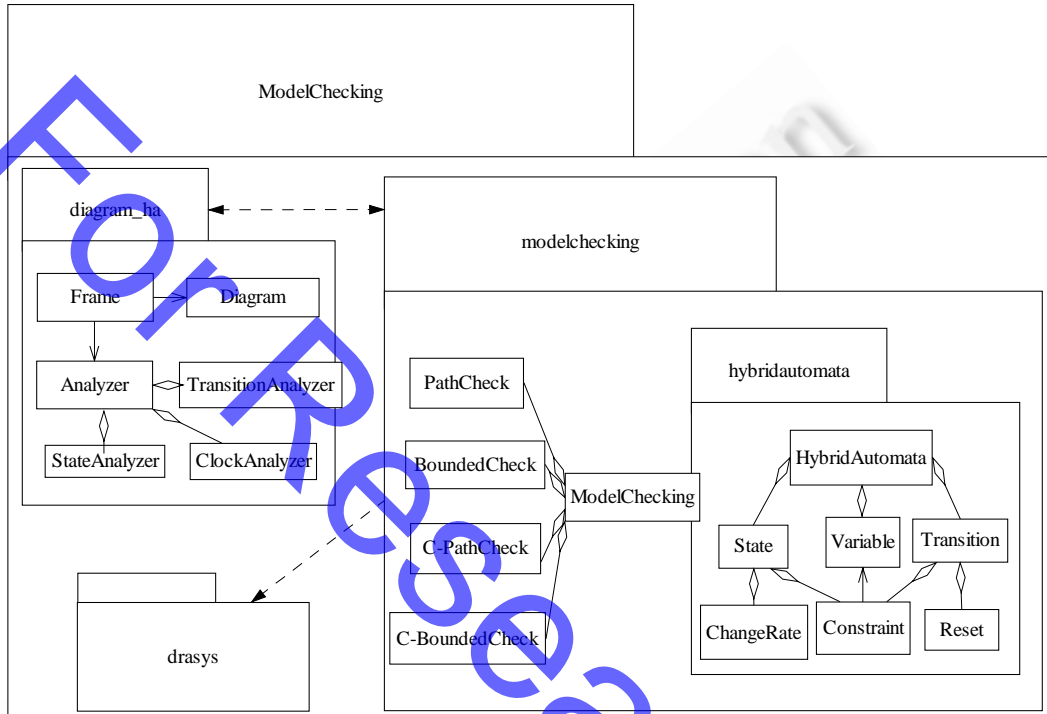 ModelChecking
diagram_ha
modelchecking
Frame
Diagram
Analyzer
TransitionAnalyzer
StateAnalyzer
ClockAnalyzer
PathCheck
BoundedCheck
C-PathCheck
C-BoundedCheck
ModelChecking
hybridautomata
HybridAutomata
State
Variable
Transition
ChangeRate
Constraint
Reset
drasys
For Resea